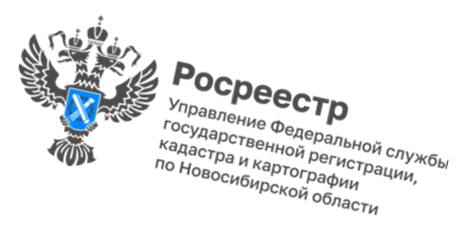 Росреестр
Управление Федеральной службы
государственной регистрации,
кадастра и картографии
по Новосибирской области